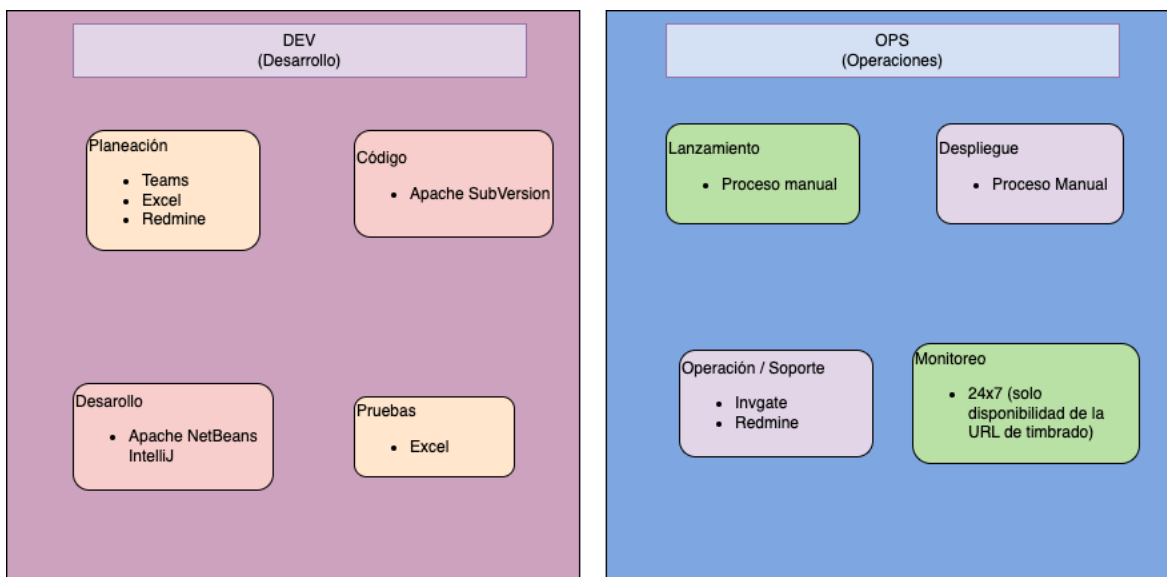 DEV
(Desarrollo)
Planeación
• Teams
• Excel
• Redmine
Código
• Apache SubVersion
Desarollo
• Apache NetBeans
IntelliJ
Pruebas
• Excel
OPS
(Operaciones)
Lanzamiento
• Proceso manual
Despliegue
• Proceso Manual
Operación / Soporte
• Invgate
• Redmine
Monitoreo
• 24x7 (solo
disponibilidad de la
URL de timbrado)